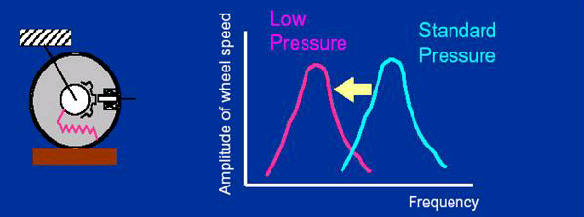 Low
Pressure
Standard
Pressure
Amplitude of wheel speed
Frequency